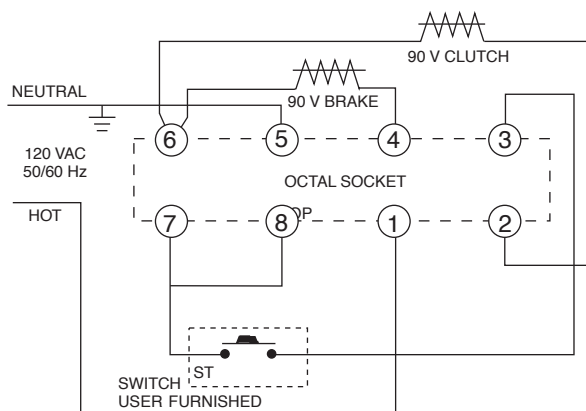 90 V CLUTCH
NEUTRAL
90 V BRAKE
6 5 4 3
120 VAC
50/60 Hz
OCTAL SOCKET
HOT
OP
7 8 1 2
ST
SWITCH
USER FURNISHED